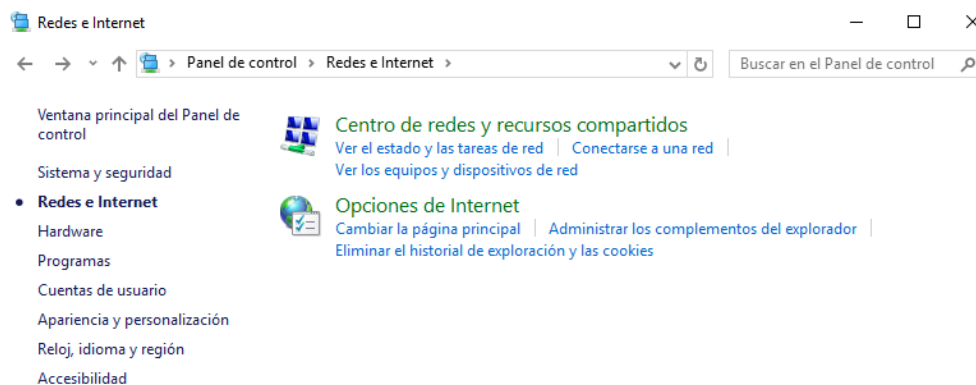 Redes e Internet
Panel de control > Redes e Internet >
Buscar en el Panel de control
Ventana principal del Panel de
control
Sistema y seguridad
Redes e Internet
Hardware
Programas
Cuentas de usuario
Apariencia y personalización
Reloj, idioma y región
Accesibilidad
Centro de redes y recursos compartidos
Ver el estado y las tareas de red | Conectarse a una red |
Ver los equipos y dispositivos de red
Opciones de Internet
Cambiar la página principal | Administrar los complementos del explorador |
Eliminar el historial de exploración y las cookies